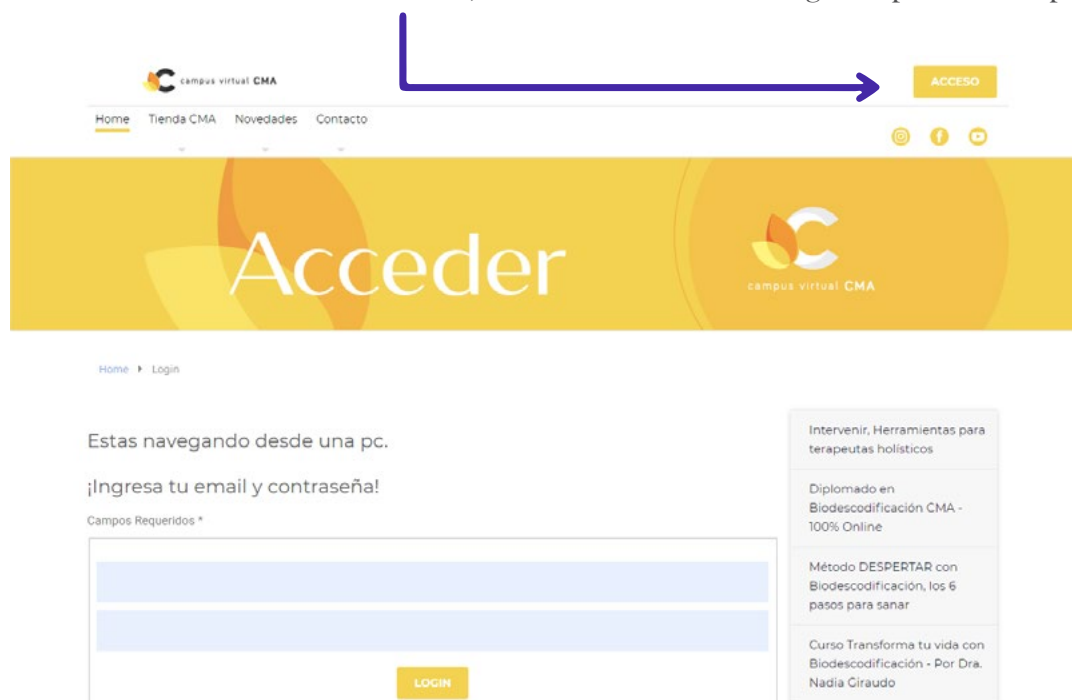 campus virtual CMA
ACCESO
Home Tienda CMA Novedades Contacto
Acceder
campus virtual CMA
Home Login
Estas navegando desde una pc.
¡Ingresa tu email y contraseña!
Campos Requeridos *
LOGIN
Intervenir, Herramientas para
terapeutas holísticos
Diplomado en
Biodescodificación CMA -
100% Online
Método DESPERTAR con
Biodescodificación, los 6
pasos para sanar
Curso Transforma tu vida con
Biodescodificación - Por Dra.
Nadia Giraudo